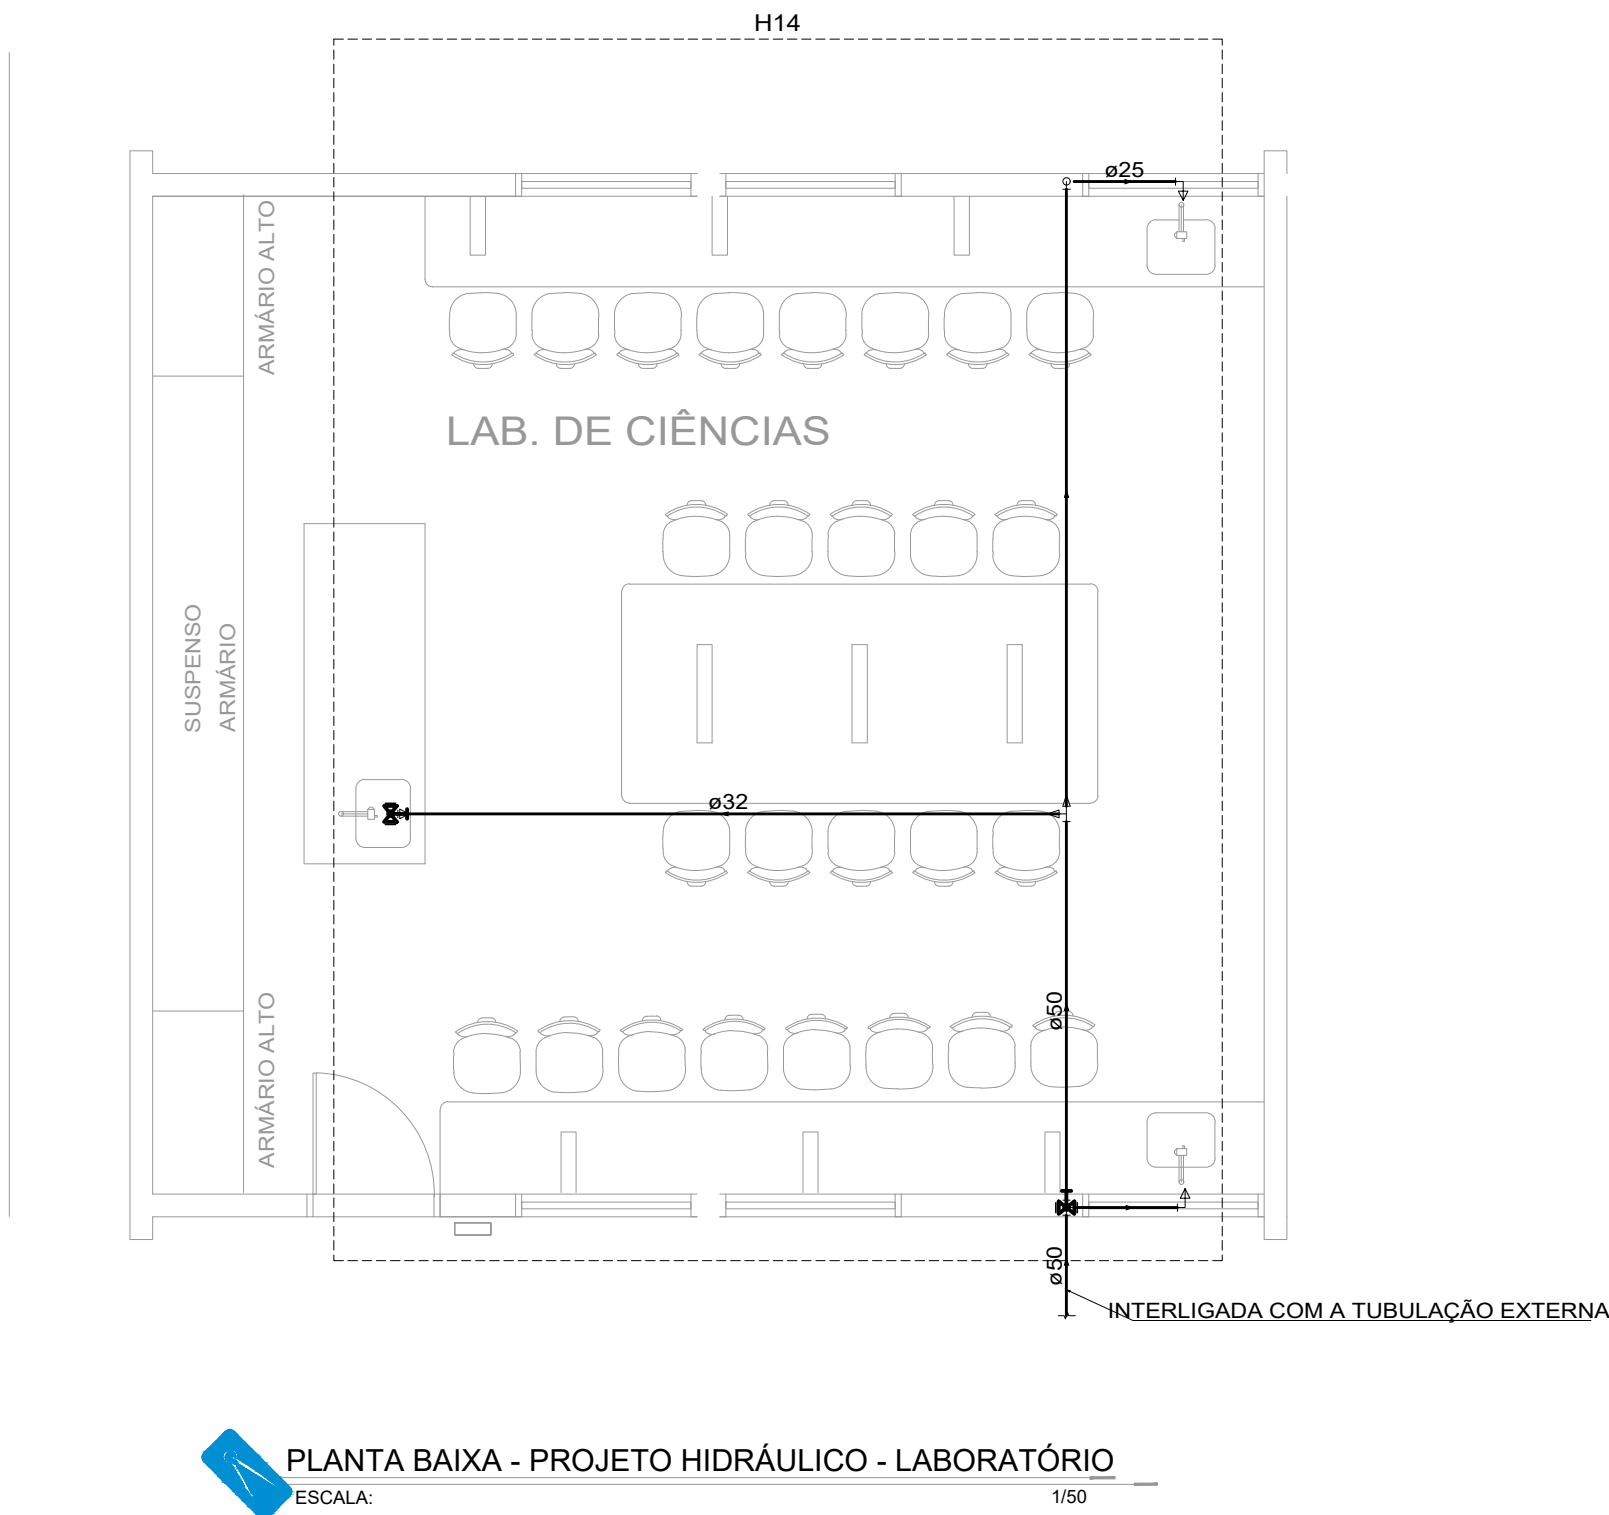 H14
ø25
ARMÁRIO ALTO
LAB. DE CIÊNCIAS
SUSPENSO
ARMÁRIO
ø32
ARMÁRIO ALTO
ø50
ø50
INTERLIGADA COM A TUBULAÇÃO EXTERNA
PLANTA BAIXA - PROJETO HIDRÁULICO - LABORATÓRIO
ESCALA: 1/50